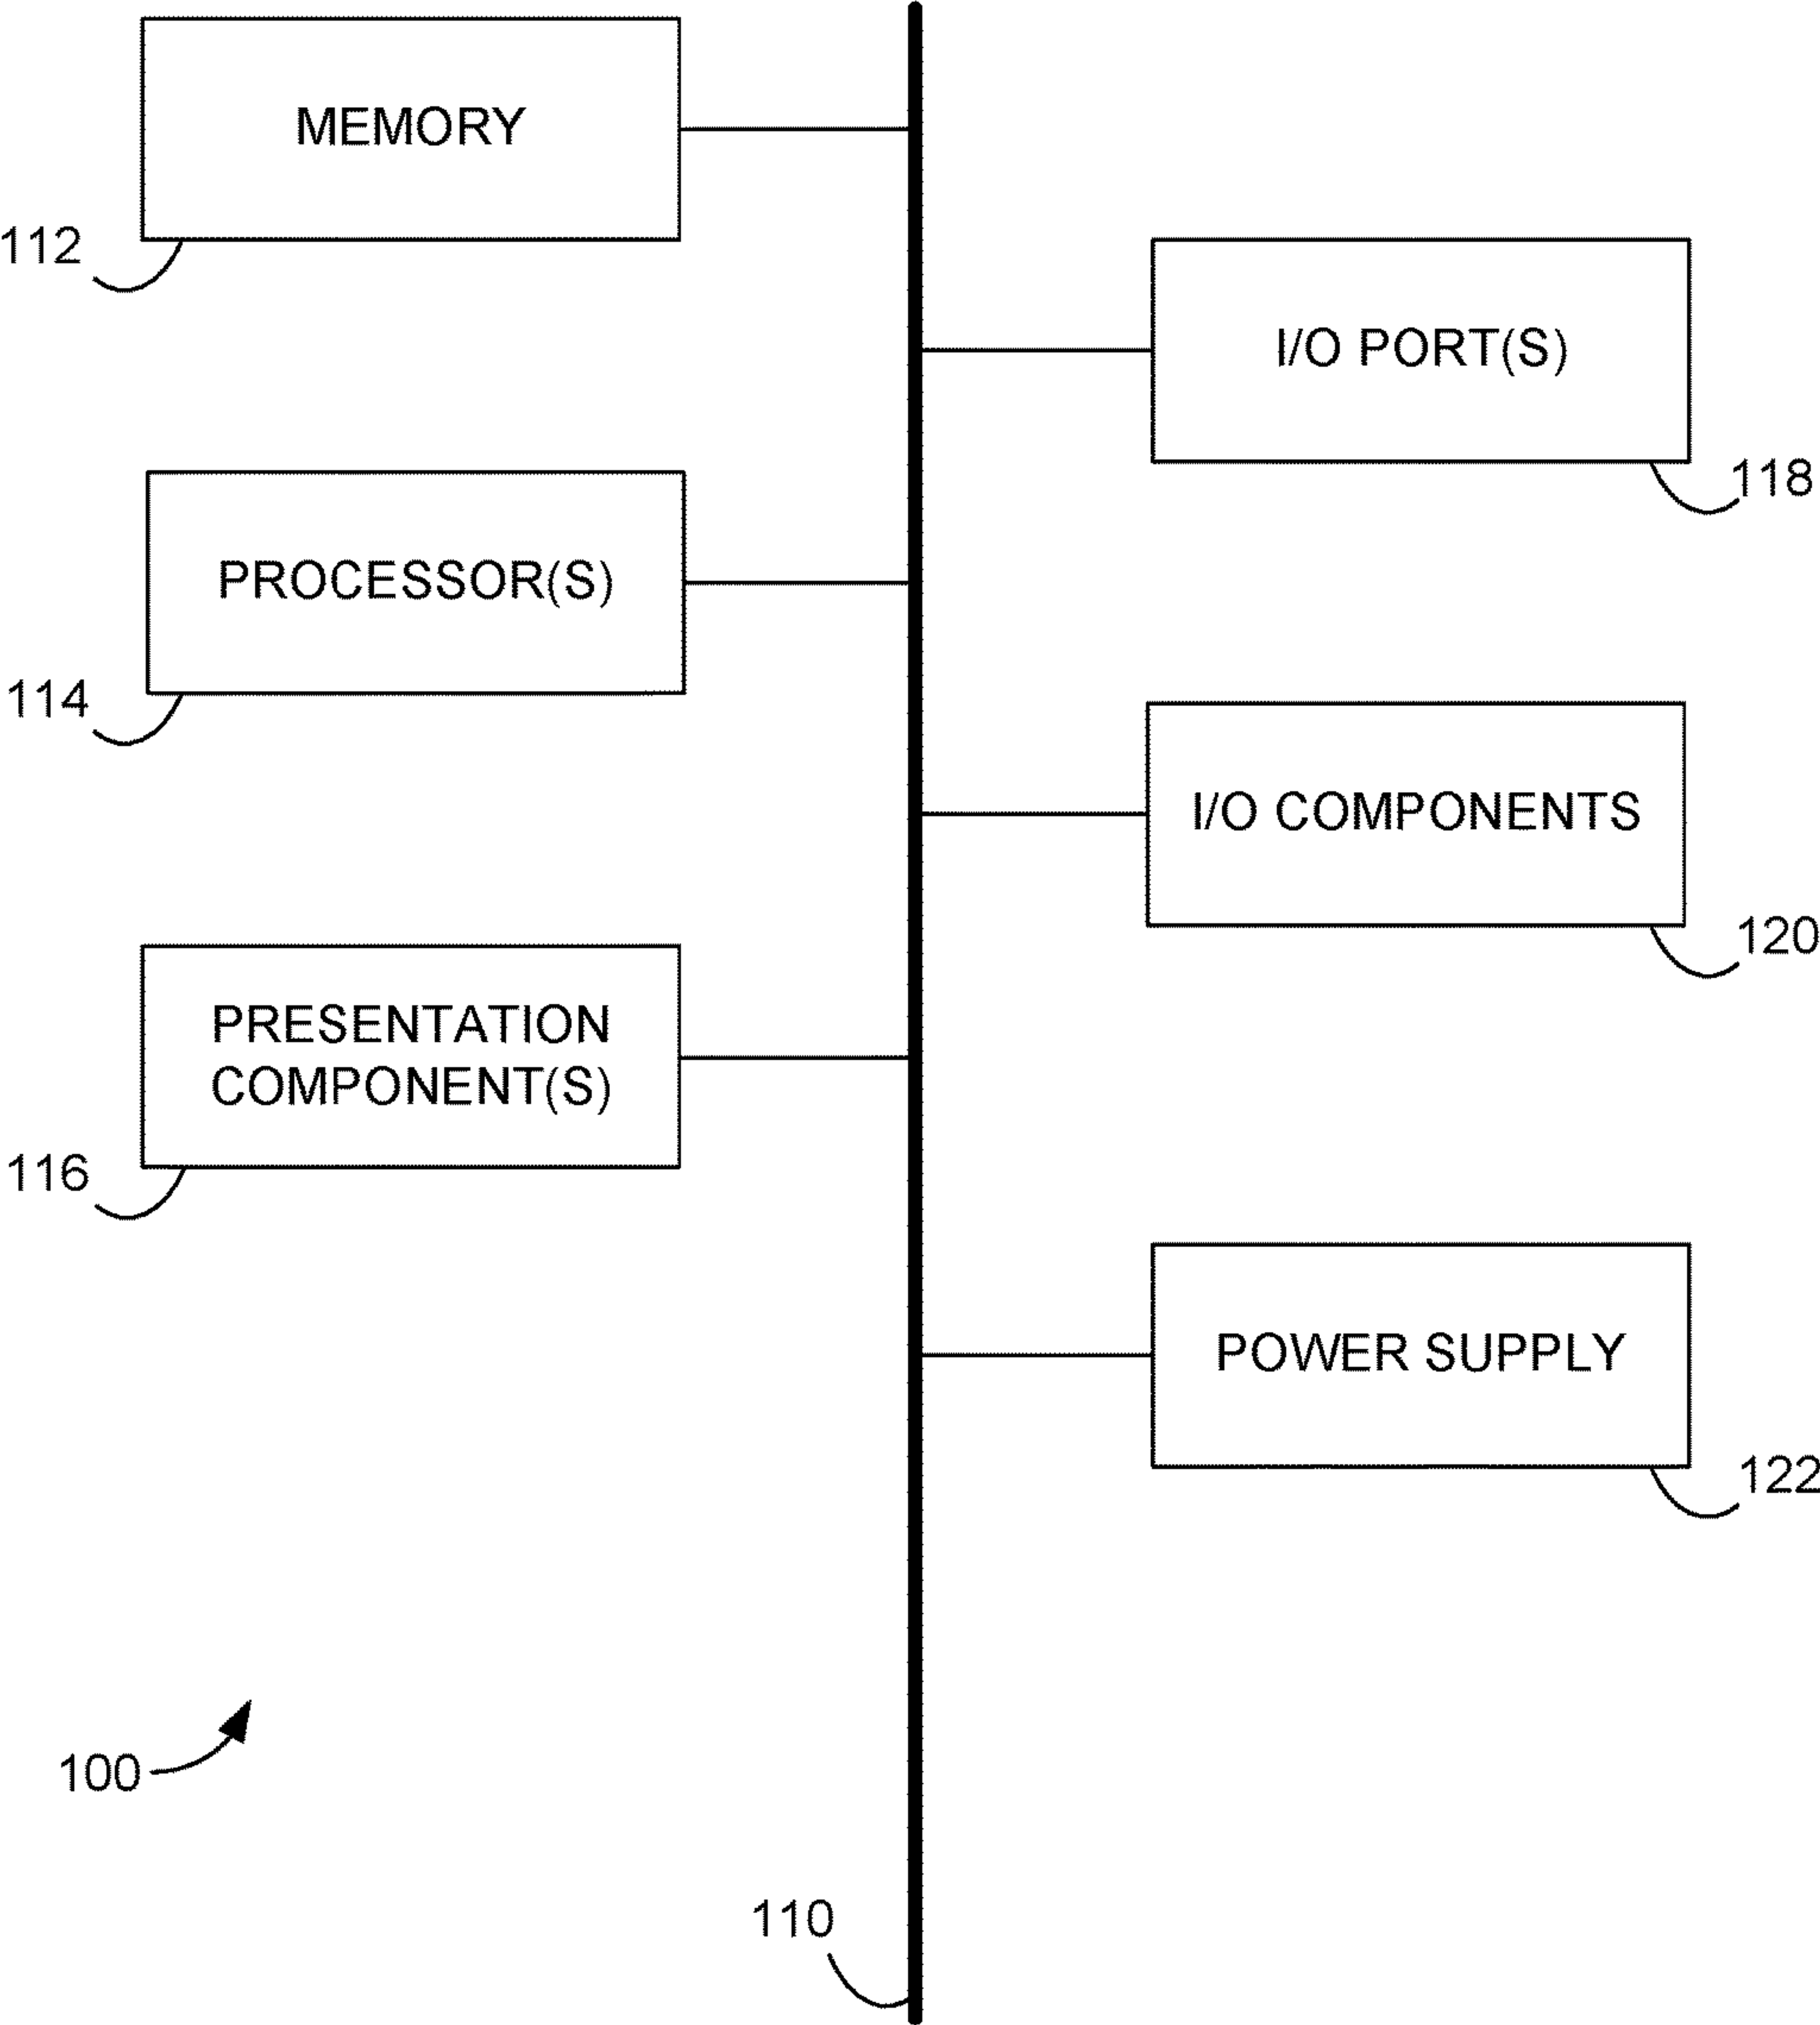 MEMORY
112
I/O PORT(S)
118
PROCESSOR(S)
114
I/O COMPONENTS
120
PRESENTATION
COMPONENT(S)
116
POWER SUPPLY
122
100
110